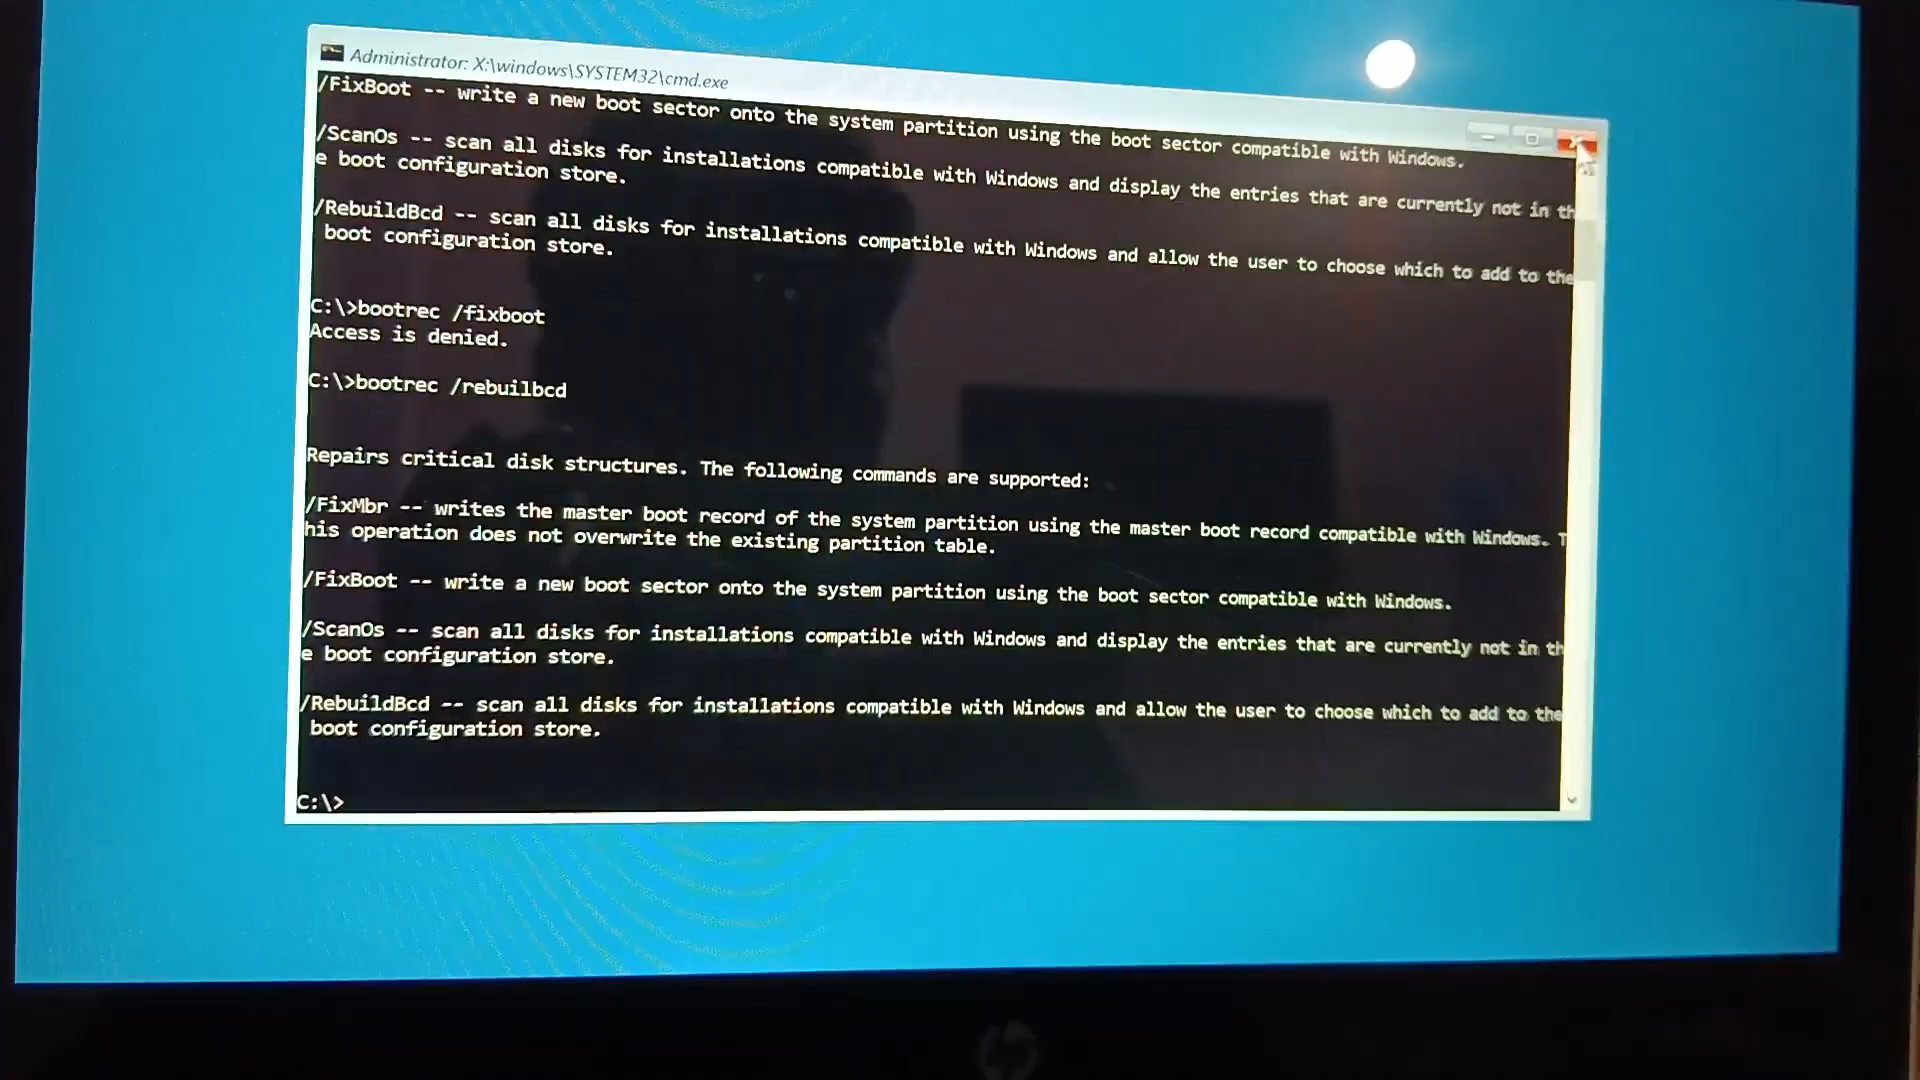 Administrator: X:\windows\SYSTEM32\cmd.exe
/FixBoot -- write a new boot sector onto the system partition using the boot sector compatible with Windows.
/ScanOs -- scan all disks for installations compatible with Windows and display the entries that are currently not in th
e boot configuration store.
/RebuildBcd -- scan all disks for installations compatible with Windows and allow the user to choose which to add to the
boot configuration store.
C:\>bootrec /fixboot
Access is denied.
C:\>bootrec /rebuilbcd
Repairs critical disk structures. The following commands are supported:
/FixMbr -- writes the master boot record of the system partition using the master boot record compatible with Windows. T
his operation does not overwrite the existing partition table.
/FixBoot -- write a new boot sector onto the system partition using the boot sector compatible with Windows.
/ScanOs -- scan all disks for installations compatible with Windows and display the entries that are currently not in th
e boot configuration store.
/RebuildBcd -- scan all disks for installations compatible with Windows and allow the user to choose which to add to the
boot configuration store.
C:\>